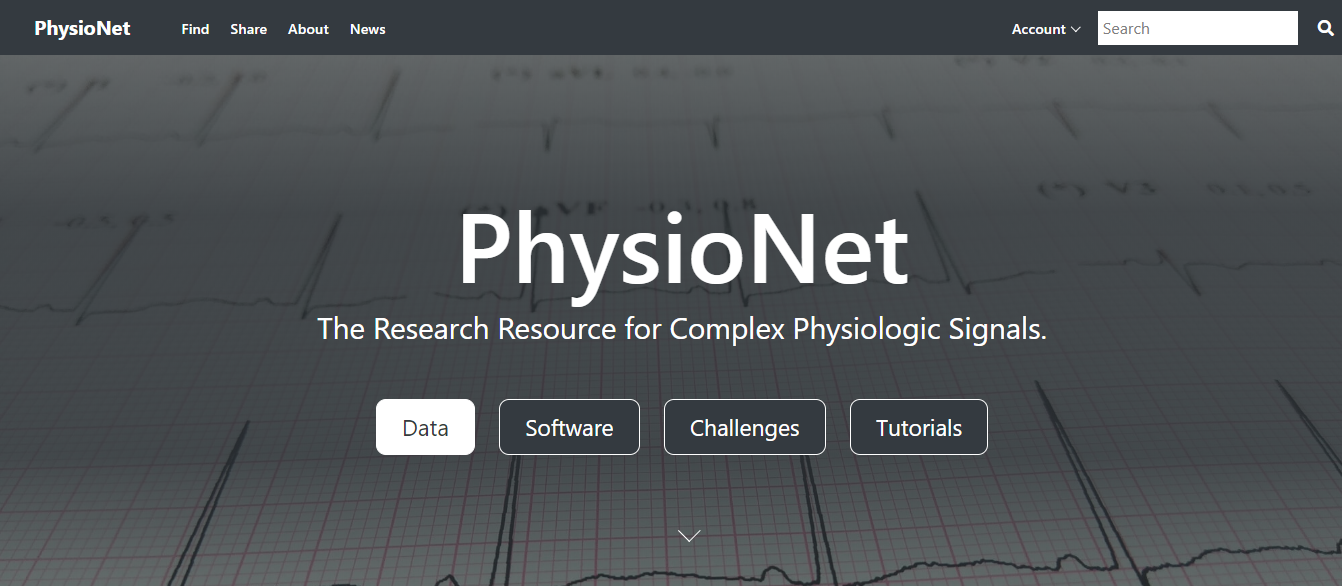 PhysioNet Find Share About News Account Search
PhysioNet
The Research Resource for Complex Physiologic Signals.
Data Software Challenges Tutorials